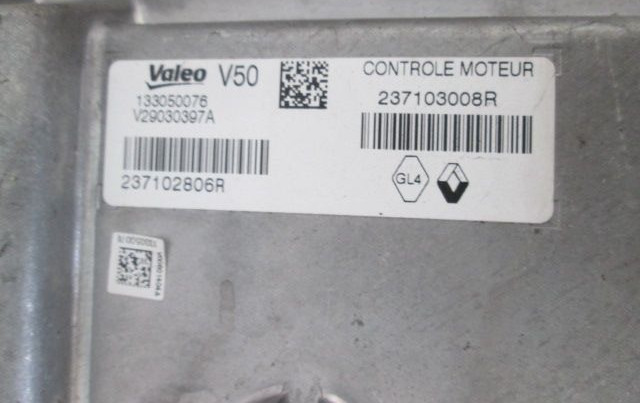 Valeo V50
133050076
V29030397A
237102806R
CONTROLE MOTEUR
237103008R
GL4